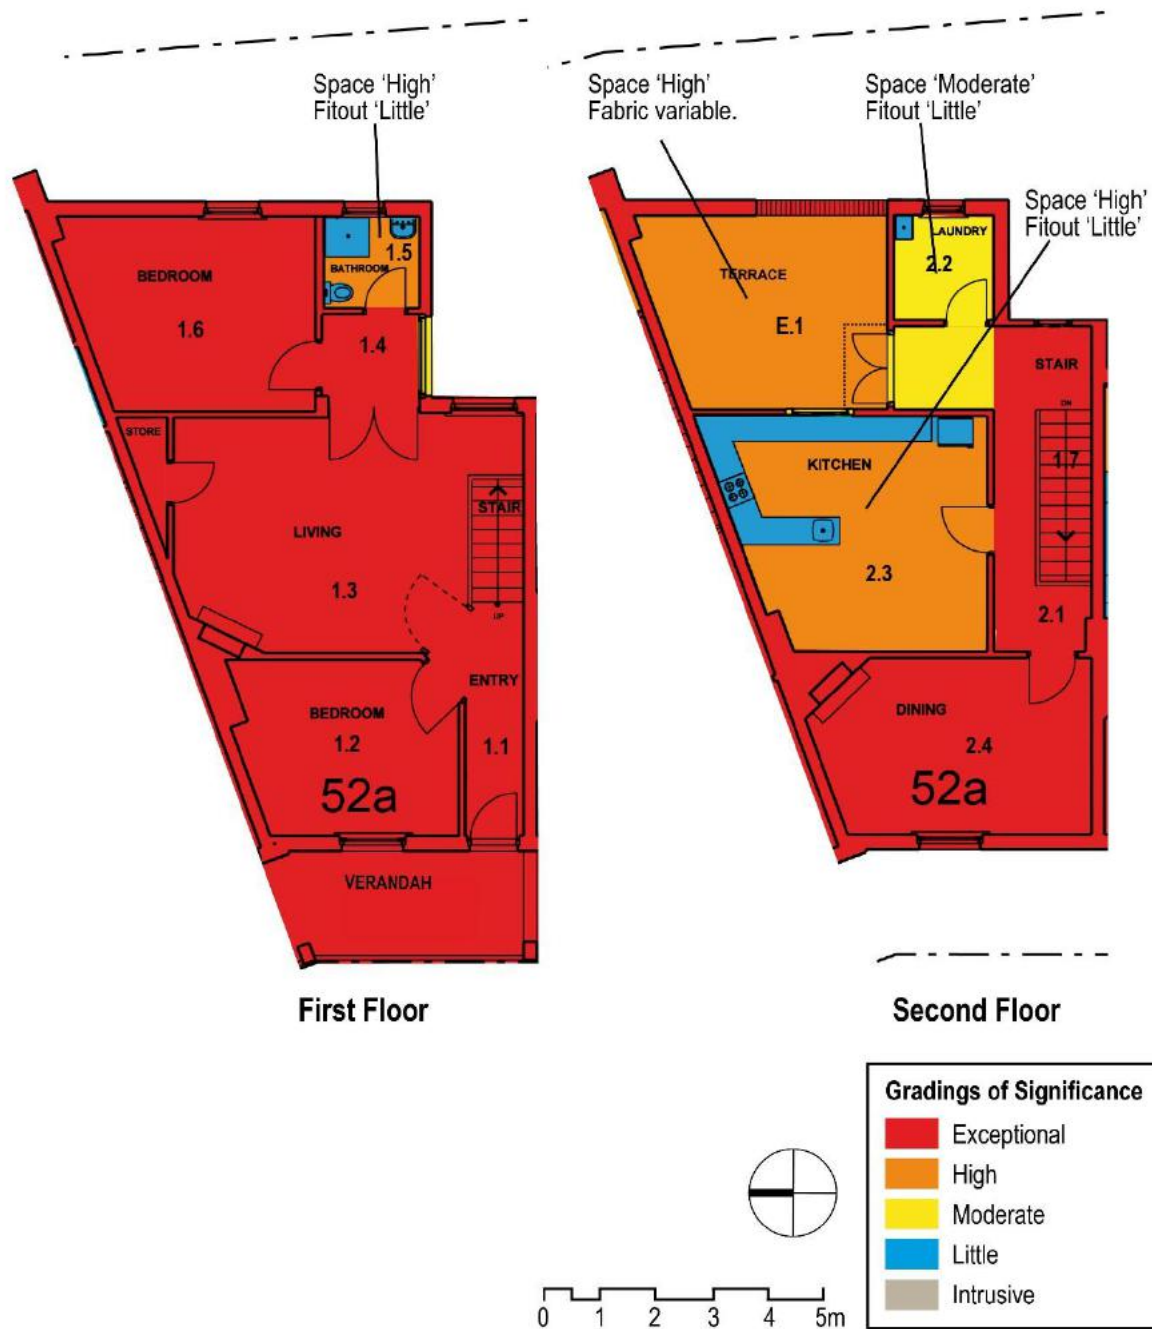 Space ‘High’
Fitout ‘Little’
Space ‘High’
Fabric variable.
Space ‘Moderate’
Fitout ‘Little’
Space ‘High’
Fitout ‘Little’
BEDROOM
1.6
BATHROOM
1.5
1.4
STORE
LIVING
1.3
STAIR
UP
ENTRY
1.1
BEDROOM
1.2
52a
VERANDAH
First Floor
TERRACE
E.1
LAUNDRY
2.2
STAIR
DN
1.7
KITCHEN
2.3
2.1
DINING
2.4
52a
Second Floor
Gradings of Significance
Exceptional
High
Moderate
Little
Intrusive
0 1 2 3 4 5m